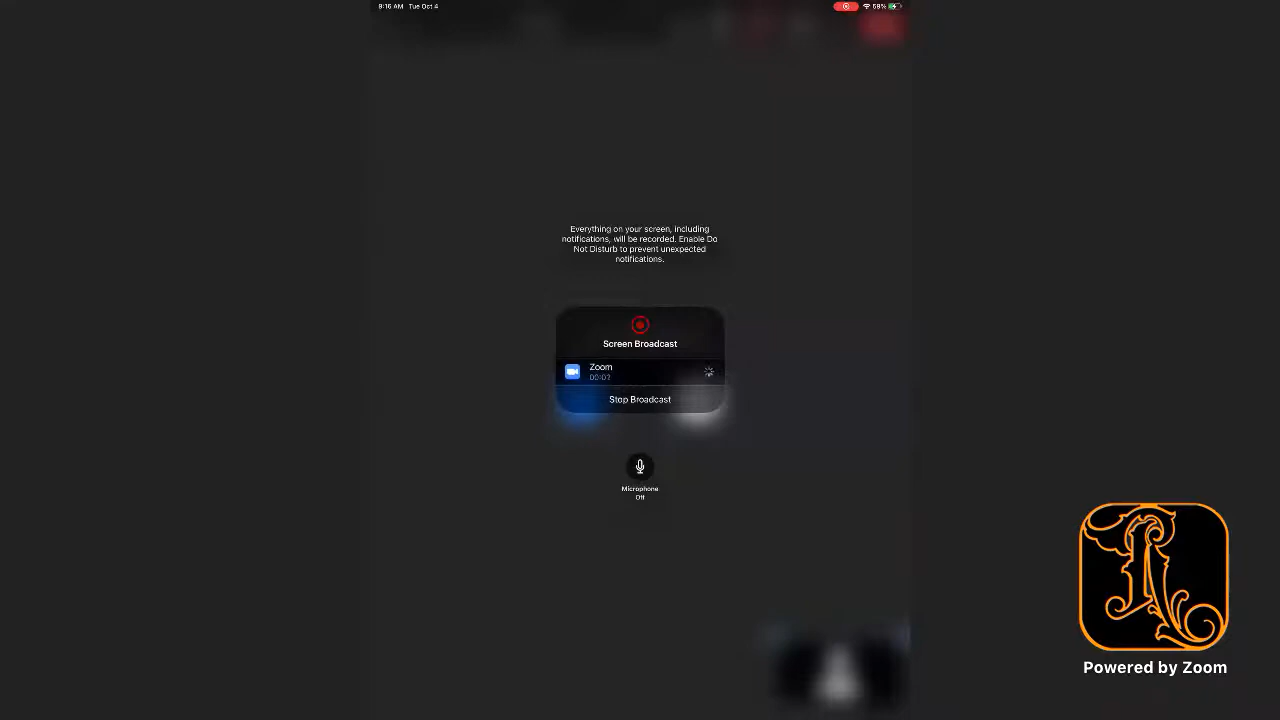 9:16 AM Tue Oct 4
59%
Everything on your screen, including
notifications, will be recorded. Enable Do
Not Disturb to prevent unexpected
notifications.
Screen Broadcast
Zoom
Stop Broadcast
Microphone
Off
Powered by Zoom